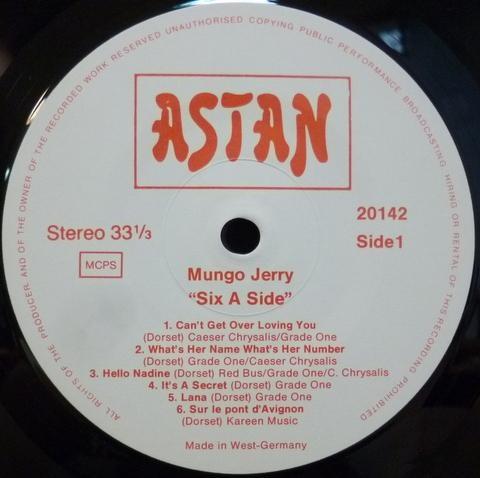 ALL RIGHTS OF THE PRODUCER AND OF THE OWNER OF THE RECORDED WORK RESERVED UNAUTHORISED COPYING PUBLIC PERFORMANCE BROADCASTING HIRING OR RENTAL OF THIS RECORDING PROHIBITED
ASTAN
Stereo 33 1/3
20142
MCPS
Side1
Mungo Jerry
"Six A Side"
1. Can't Get Over Loving You
(Dorset) Caeser Chrysalis/Grade One
2. What's Her Name What's Her Number
(Dorset) Grade One/Caeser Chrysalis
3. Hello Nadine (Dorset) Red Bus/Grade One/C. Chrysalis
4. It's A Secret (Dorset) Grade One
5. Lana (Dorset) Grade One
6. Sur le pont d'Avignon
(Dorset) Kareen Music
Made in West-Germany